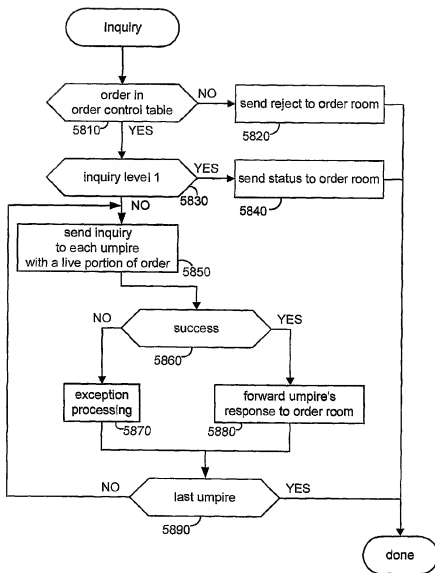 Inquiry
order in
order control table
NO
send reject to order room
5810
YES
5820
inquiry level 1
YES
send status to order room
5830
NO
5840
send inquiry
to each umpire
with a live portion of order
5850
NO
success
YES
5860
exception
processing
forward umpire's
response to order room
5870
5880
NO
last umpire
YES
5890
done